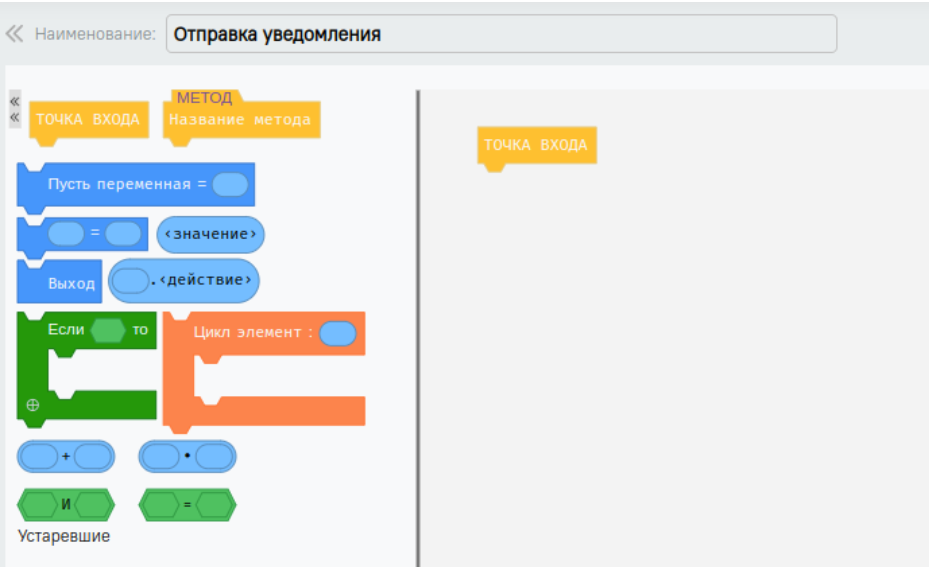 Наименование: Отправка уведомления
ТОЧКА ВХОДА
МЕТОД
Название метода
Пусть переменная =
=
‹значение›
Выход
.‹действие›
Если то
Цикл элемент :
+
•
И
=
Устаревшие
ТОЧКА ВХОДА